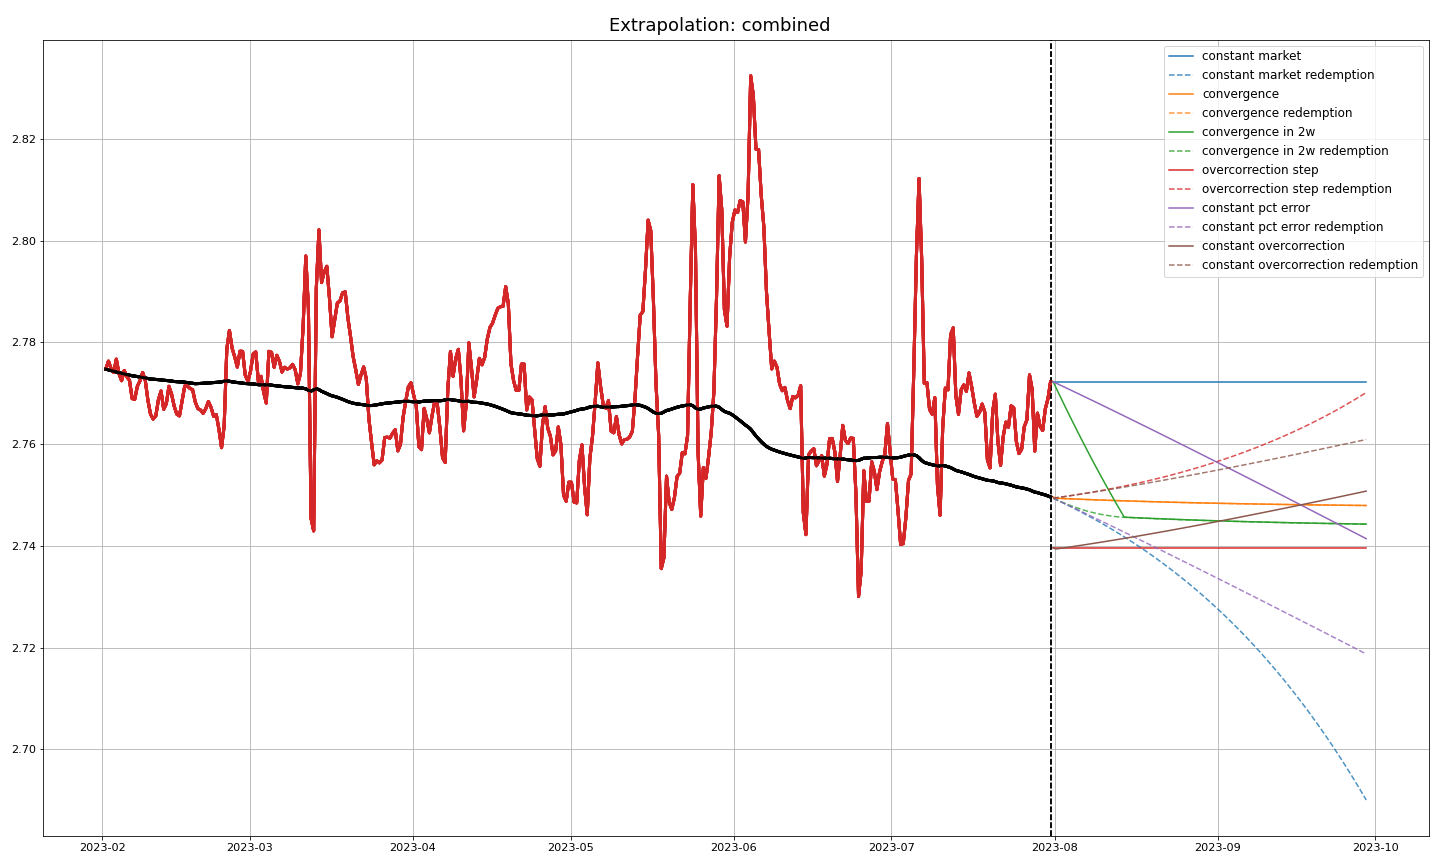 Extrapolation: combined
constant market
constant market redemption
convergence
convergence redemption
convergence in 2w
convergence in 2w redemption
overcorrection step
overcorrection step redemption
constant pct error
constant pct error redemption
constant overcorrection
constant overcorrection redemption
2.82
2.80
2.78
2.76
2.74
2.72
2.70
2023-02 2023-03 2023-04 2023-05 2023-06 2023-07 2023-08 2023-09 2023-10